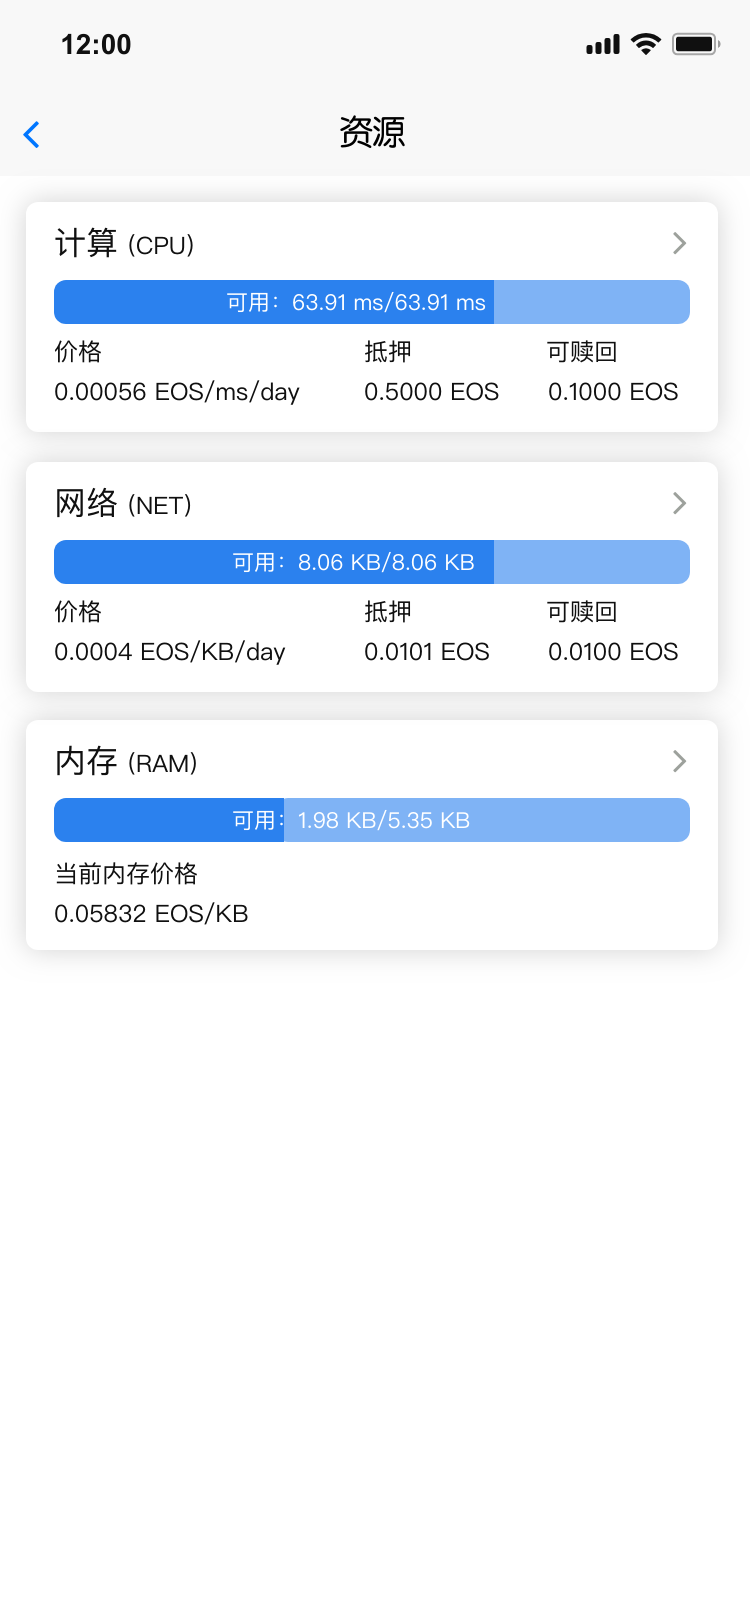 12:00
资源
计算 (CPU)
可用：63.91 ms/63.91 ms
价格 抵押 可赎回
0.00056 EOS/ms/day 0.5000 EOS 0.1000 EOS
网络 (NET)
可用：8.06 KB/8.06 KB
价格 抵押 可赎回
0.0004 EOS/KB/day 0.0101 EOS 0.0100 EOS
内存 (RAM)
可用：1.98 KB/5.35 KB
当前内存价格
0.05832 EOS/KB